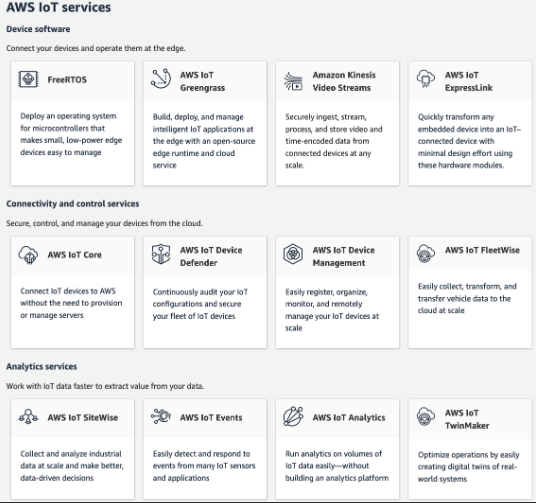 AWS IoT services
Device software
Connect your devices and operate them at the edge.
FreeRTOS
Deploy an operating system
for microcontrollers that
makes small, low-power edge
devices easy to manage
AWS IoT
Greengrass
Build, deploy, and manage
intelligent IoT applications at
the edge with an open-source
edge runtime and cloud
service
Amazon Kinesis
Video Streams
Securely ingest, stream,
process, and store video and
time-encoded data from
connected devices at any
scale.
AWS IoT
ExpressLink
Quickly transform any
embedded device into an IoT–
connected device with
minimal design effort using
these hardware modules.
Connectivity and control services
Secure, control, and manage your devices from the cloud.
AWS IoT Core
Connect IoT devices to AWS
without the need to provision
or manage servers
AWS IoT Device
Defender
Continuously audit your IoT
configurations and secure
your fleet of IoT devices
AWS IoT Device
Management
Easily register, organize,
monitor, and remotely
manage your IoT devices at
scale
AWS IoT FleetWise
Easily collect, transform, and
transfer vehicle data to the
cloud at scale
Analytics services
Work with IoT data faster to extract value from your data.
AWS IoT SiteWise
Collect and analyze industrial
data at scale and make better,
data-driven decisions
AWS IoT Events
Easily detect and respond to
events from many IoT sensors
and applications
AWS IoT Analytics
Run analytics on volumes of
IoT data easily—without
building an analytics platform
AWS IoT
TwinMaker
Optimize operations by easily
creating digital twins of real-
world systems